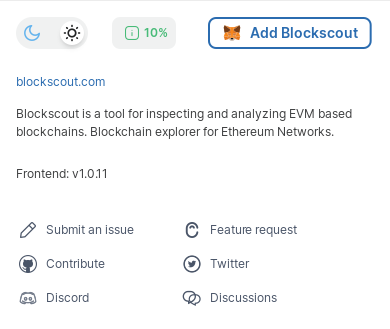 10%
Add Blockscout
blockscout.com
Blockscout is a tool for inspecting and analyzing EVM based
blockchains. Blockchain explorer for Ethereum Networks.
Frontend: v1.0.11
Submit an issue
Feature request
Contribute
Twitter
Discord
Discussions